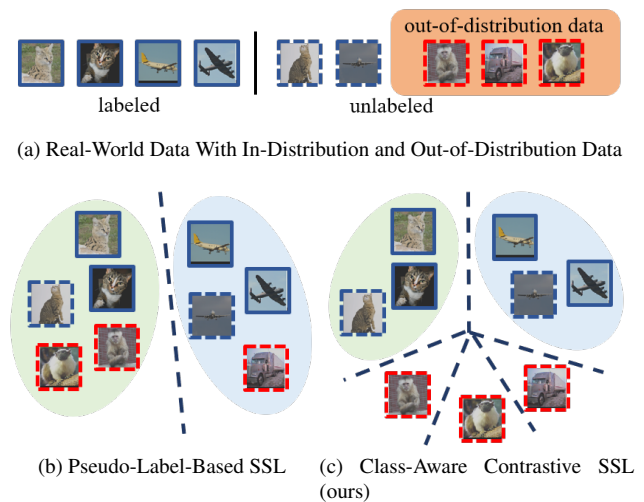 out-of-distribution data
labeled
unlabeled
(a) Real-World Data With In-Distribution and Out-of-Distribution Data
(b) Pseudo-Label-Based SSL
(c) Class-Aware Contrastive SSL
(ours)